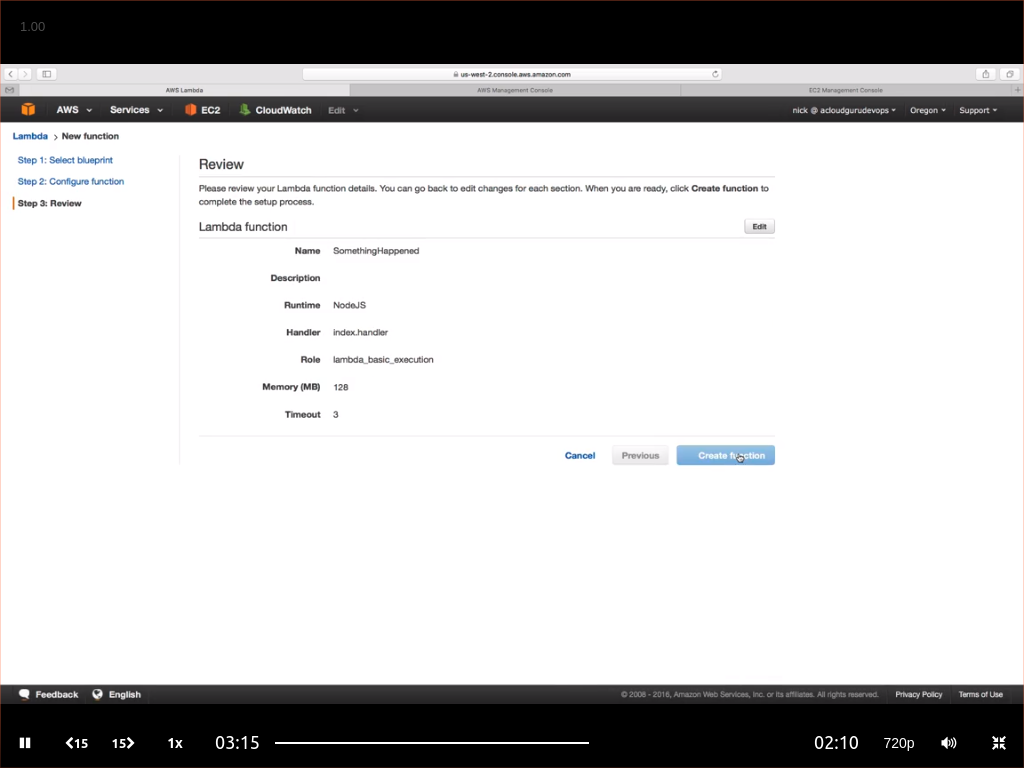 1.00
us-west-2.console.aws.amazon.com
AWS Lambda
AWS Management Console
EC2 Management Console
AWS Services EC2 CloudWatch Edit nick @ acloudgurudevops Oregon Support
Lambda > New function
Step 1: Select blueprint
Step 2: Configure function
Step 3: Review
Review
Please review your Lambda function details. You can go back to edit changes for each section. When you are ready, click Create function to
complete the setup process.
Lambda function Edit
Name SomethingHappened
Description
Runtime NodeJS
Handler index.handler
Role lambda_basic_execution
Memory (MB) 128
Timeout 3
Cancel Previous Create function
Feedback English © 2008 - 2016, Amazon Web Services, Inc. or its affiliates. All rights reserved. Privacy Policy Terms of Use
15 15 1x 03:15 02:10 720p